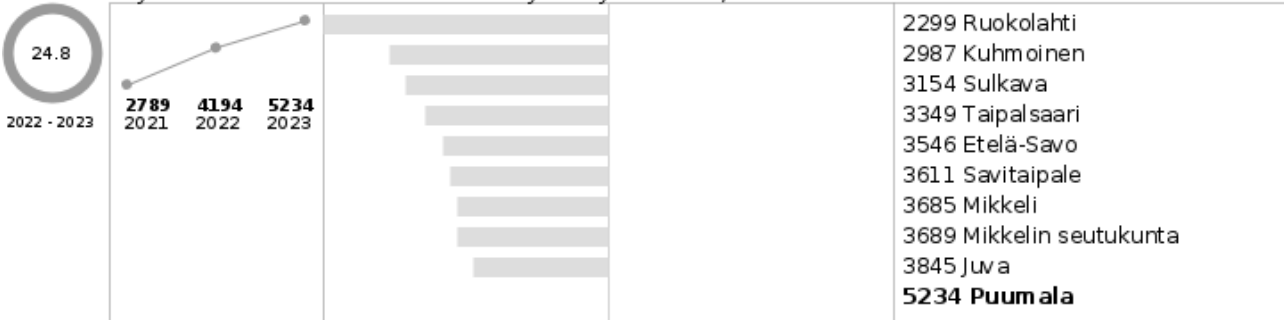 24.8
2022 - 2023
2789 4194 5234
2021 2022 2023
2299 Ruokolahti
2987 Kuhmoinen
3154 Sulkava
3349 Taipalsaari
3546 Etelä-Savo
3611 Savitaipale
3685 Mikkeli
3689 Mikkelin seutukunta
3845 Juva
5234 Puumala